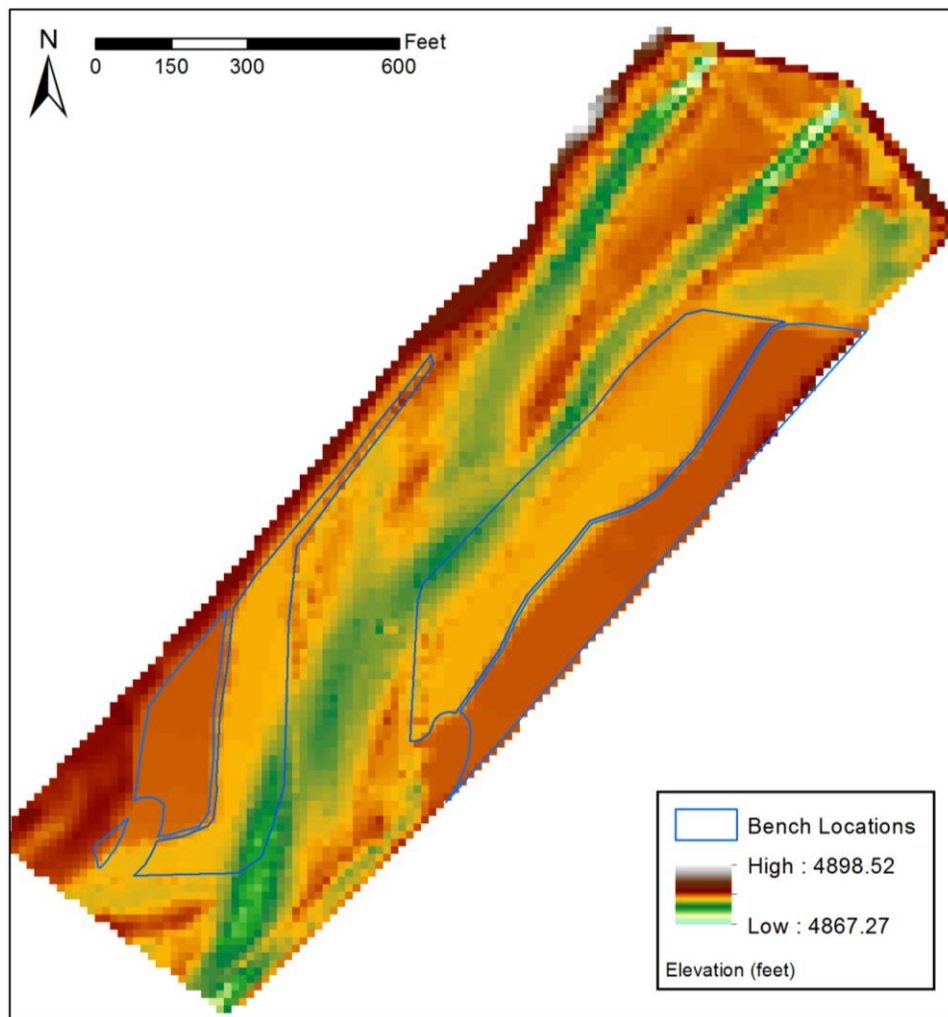 N
Feet
0 150 300 600
Bench Locations
High : 4898.52
Low : 4867.27
Elevation (feet)